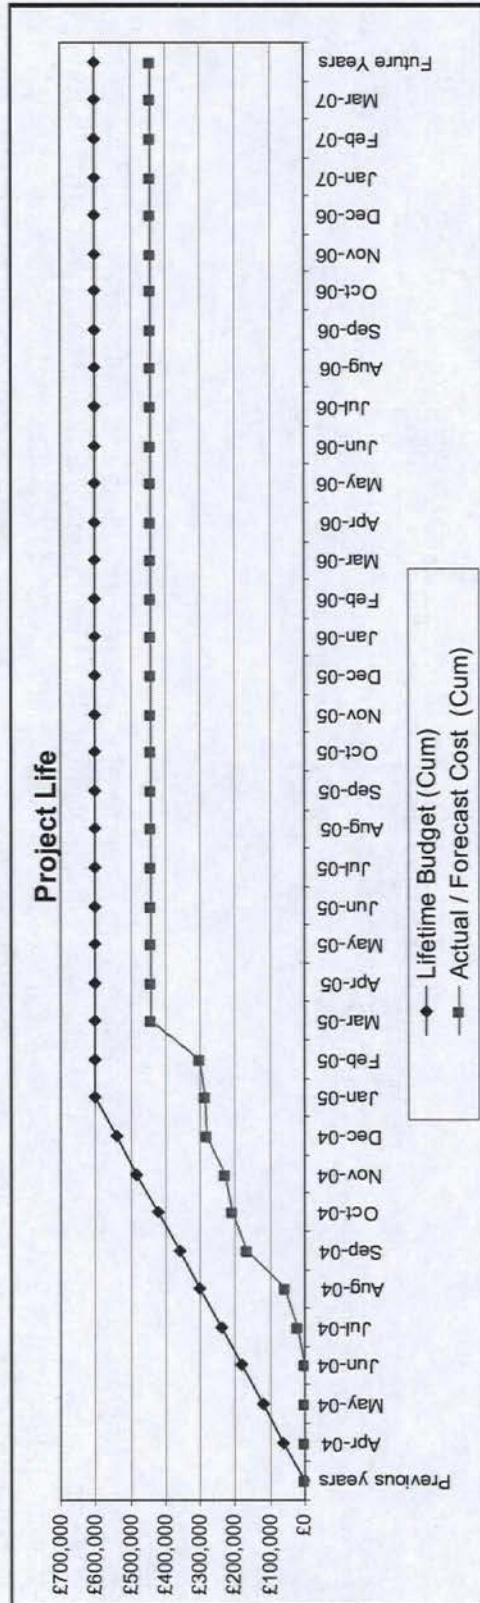 Project Life
£700,000
£600,000
£500,000
£400,000
£300,000
£200,000
£100,000
£0
Previous years
Apr-04
May-04
Jun-04
Jul-04
Aug-04
Sep-04
Oct-04
Nov-04
Dec-04
Jan-05
Feb-05
Mar-05
Apr-05
May-05
Jun-05
Jul-05
Aug-05
Sep-05
Oct-05
Nov-05
Dec-05
Jan-06
Feb-06
Mar-06
Apr-06
May-06
Jun-06
Jul-06
Aug-06
Sep-06
Oct-06
Nov-06
Dec-06
Jan-07
Feb-07
Mar-07
Future Years
Lifetime Budget (Cum)
Actual / Forecast Cost (Cum)